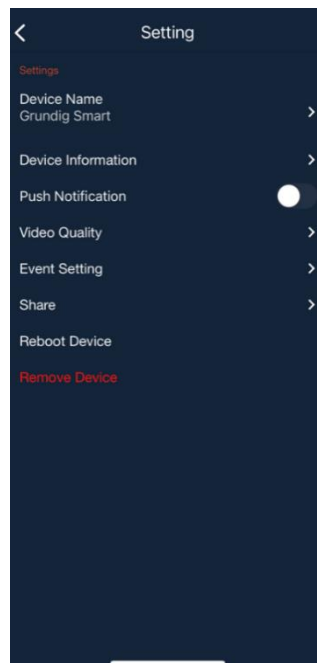 Setting
Settings
Device Name
Grundig Smart
Device Information
Push Notification
Video Quality
Event Setting
Share
Reboot Device
Remove Device